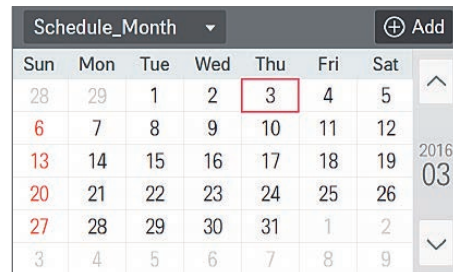 Schedule_Month Add
Sun Mon Tue Wed Thu Fri Sat
28 29 1 2 3 4 5
6 7 8 9 10 11 12
13 14 15 16 17 18 19
2016
03
20 21 22 23 24 25 26
27 28 29 30 31 1 2
3 4 5 6 7 8 9